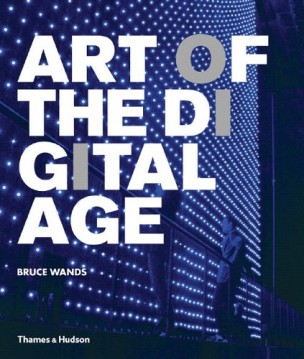 ART OF
THE DI
GITAL
AGE
BRUCE WANDS
Thames & Hudson